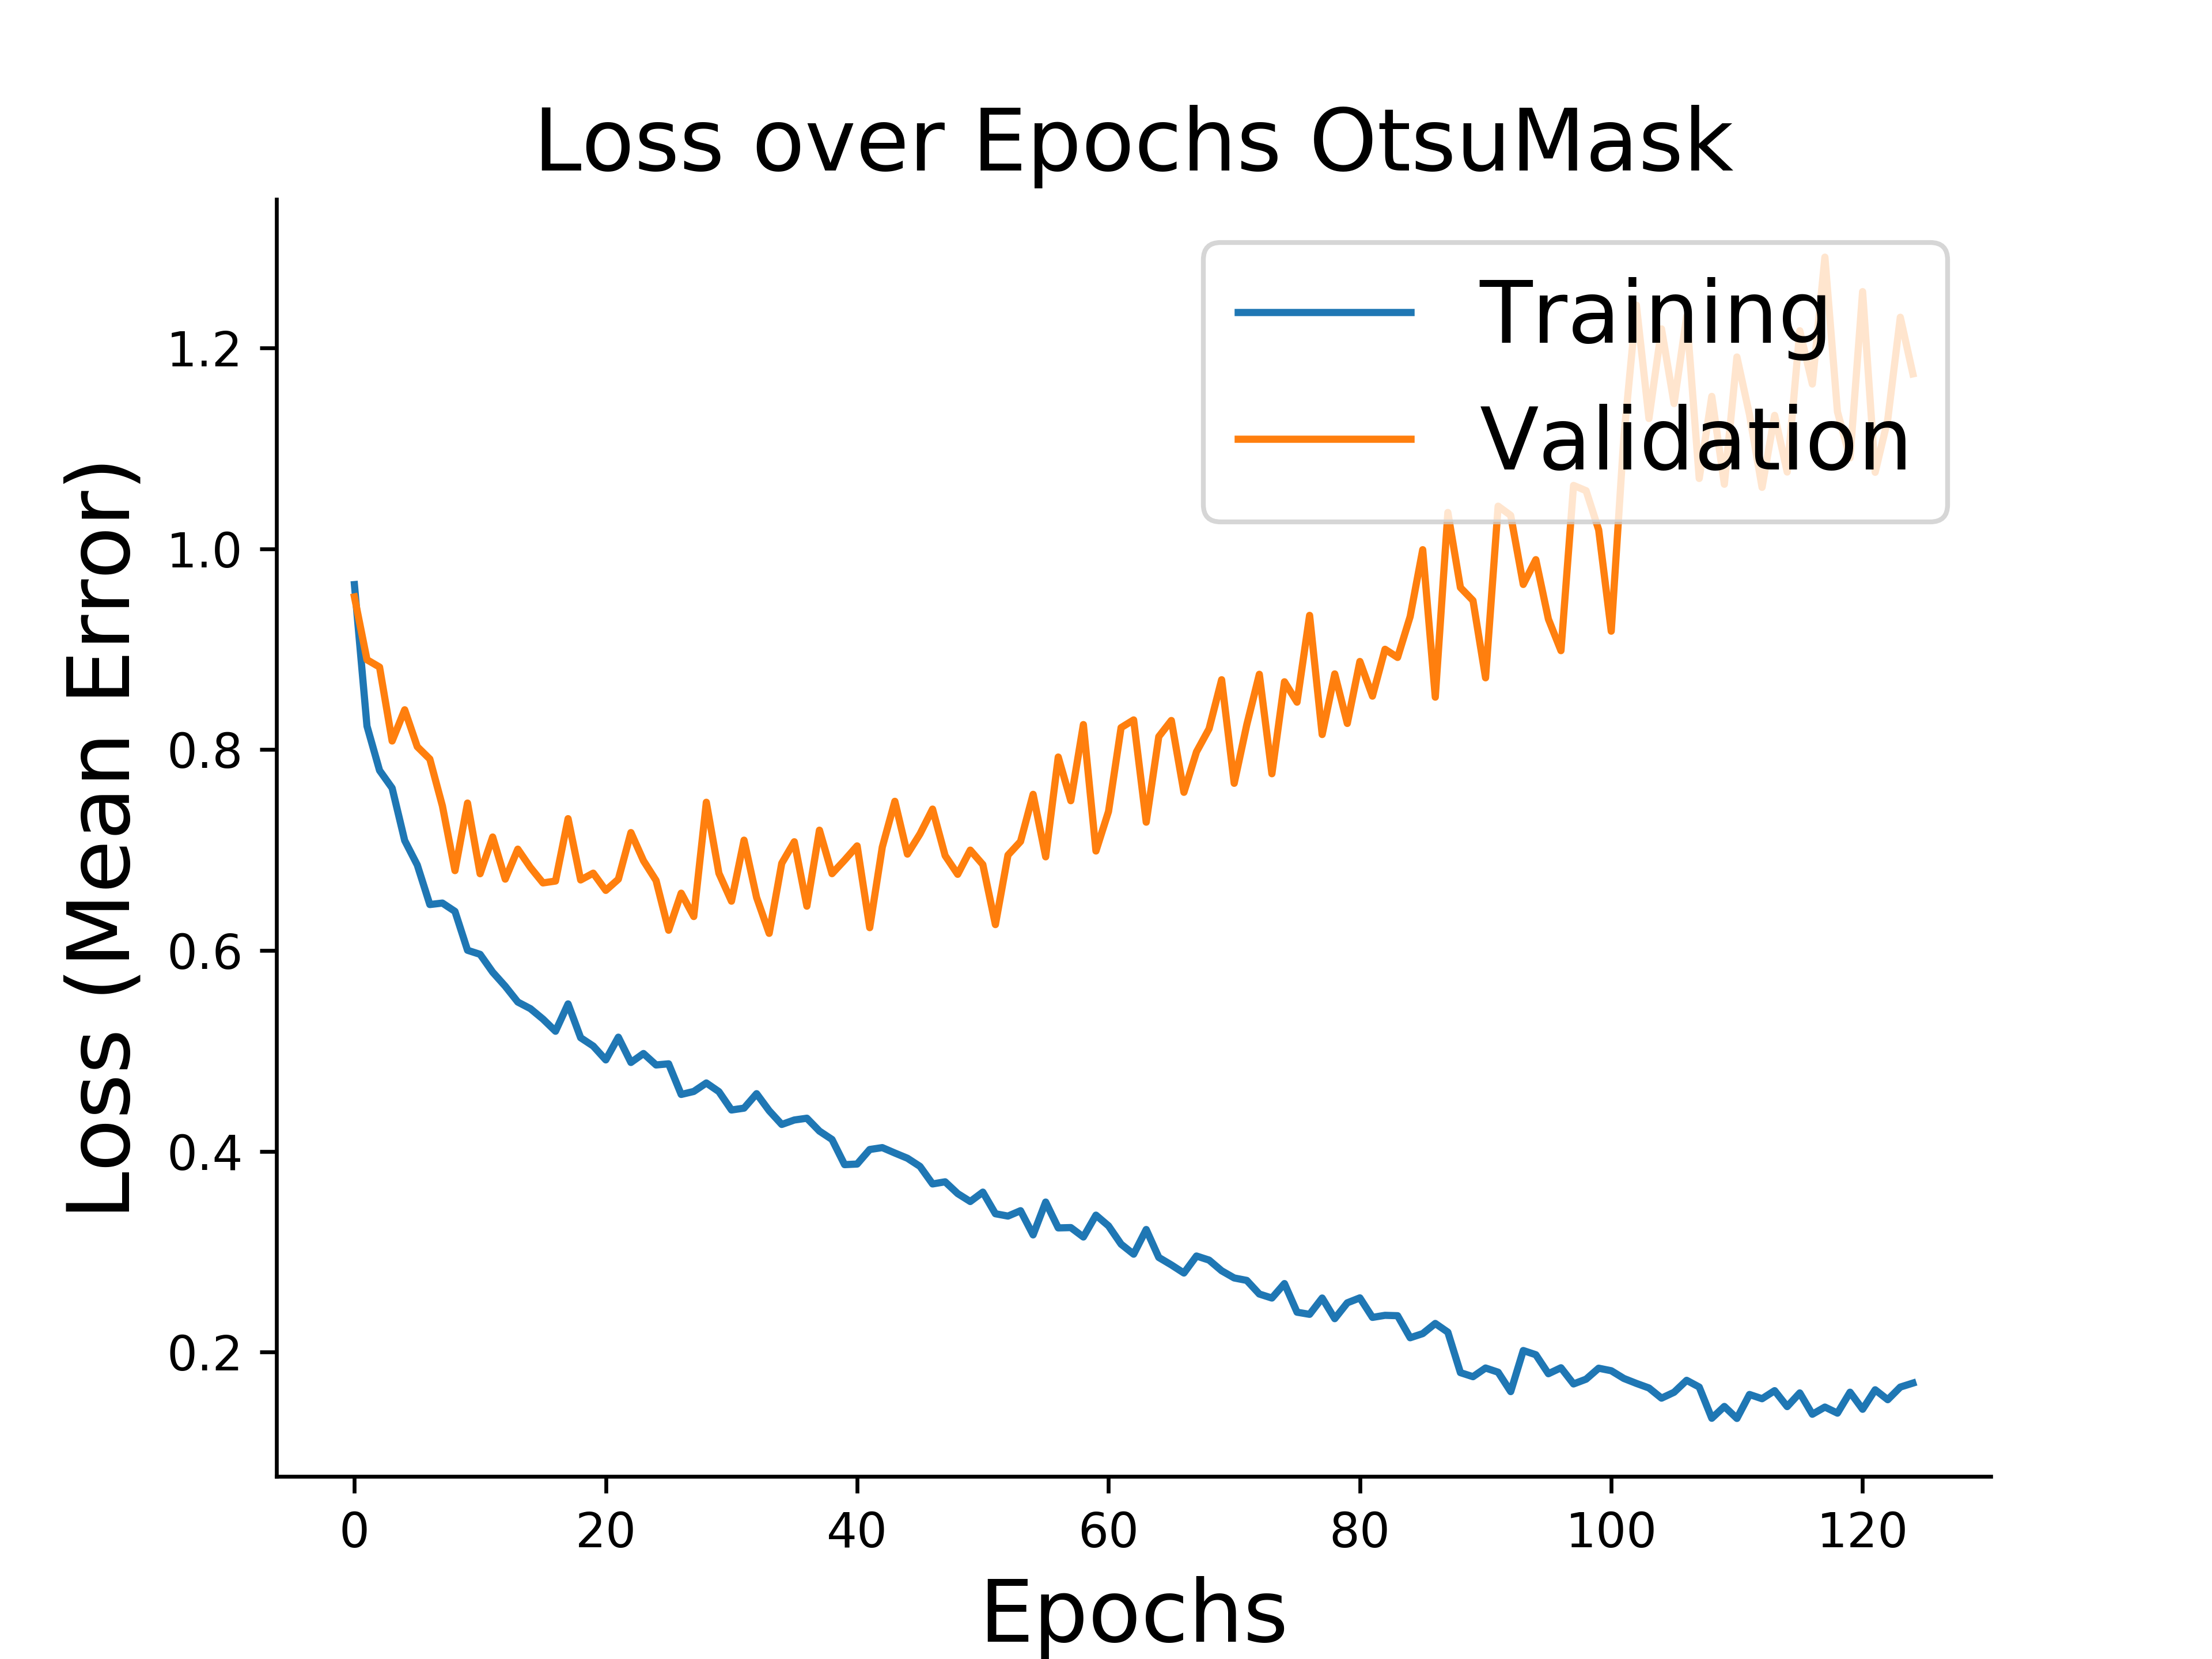 Loss over Epochs OtsuMask
Training
Validation
Loss (Mean Error)
1.2
1.0
0.8
0.6
0.4
0.2
0 20 40 60 80 100 120
Epochs